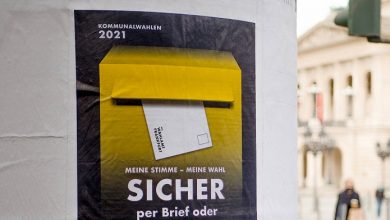 KOMMUNALWAHLEN
2021
MEINE STIMME – MEINE WAHL
SICHER
per Brief oder